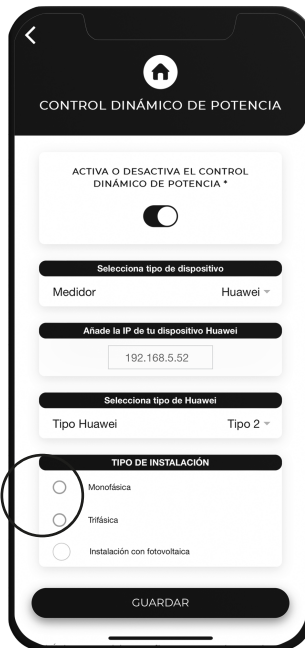 CONTROL DINÁMICO DE POTENCIA
ACTIVA O DESACTIVA EL CONTROL
DINÁMICO DE POTENCIA *
Selecciona tipo de dispositivo
Medidor Huawei
Añade la IP de tu dispositivo Huawei
192.168.5.52
Selecciona tipo de Huawei
Tipo Huawei Tipo 2
TIPO DE INSTALACIÓN
Monofásica
Trifásica
Instalación con fotovoltaica
GUARDAR